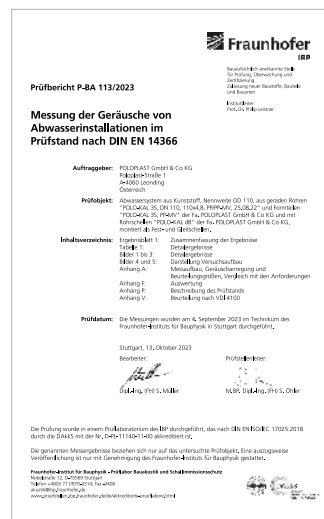 Fraunhofer
IBP
Bauaufsichtlich anerkannte Stelle
für Prüfung, Überwachung und
Zertifizierung
Zulassung neuer Baustoffe, Bauteile
und Bauarten
Institutsleiter
Prof. Dr. Philip Leistner
Prüfbericht P-BA 113/2023
Messung der Geräusche von
Abwasserinstallationen im
Prüfstand nach DIN EN 14366
Auftraggeber: POLOPLAST GmbH & Co KG
Poloplast-Straße 1
A-4060 Leonding
Österreich
Prüfobjekt: Abwassersystem aus Kunststoff, Nennweite OD 110, aus geraden Rohren
"POLO-KAL 3S, DN 110, 110x4,8, PP/PP-MV, 25.08.22" und Formteilen
"POLO-KAL 3S, PP-MV" der Fa. POLOPLAST GmbH & Co KG und mit
Rohrschellen "POLO-KAL dB" der Fa. POLOPLAST GmbH & Co KG,
montiert als Fest- und Gleitschellen.
Inhaltsverzeichnis: Ergebnisblatt 1: Zusammenfassung der Ergebnisse
Tabelle 1: Detailergebnisse
Bilder 1 bis 3: Detailergebnisse
Bilder 4 und 5: Darstellung Versuchsaufbau
Anhang A: Messaufbau, Geräuschanregung und
Beurteilungsgrößen, Vergleich mit den Anforderungen
Anhang F: Auswertung
Anhang P: Beschreibung des Prüfstands
Anhang V: Beurteilung nach VDI 4100
Prüfdatum: Die Messungen wurden am 4. September 2023 im Technikum des
Fraunhofer-Instituts für Bauphysik in Stuttgart durchgeführt.
Stuttgart, 13. Oktober 2023
Bearbeiter: Prüfstellenleiter:
Dipl.-Ing. (FH) S. Müller M.BP. Dipl.-Ing. (FH) S. Öhler
Die Prüfung wurde in einem Prüflaboratorium des IBP durchgeführt, das nach DIN EN ISO/IEC 17025:2018
durch die DAkkS mit der Nr. D-PL-11140-11-00 akkreditiert ist.
Die genannten Messergebnisse beziehen sich nur auf das untersuchte Prüfobjekt. Eine auszugsweise
Veröffentlichung ist nur mit Genehmigung des Fraunhofer-Instituts für Bauphysik gestattet.
Fraunhofer-Institut für Bauphysik - Prüflabor Bauakustik und Schallimmissionsschutz
Nobelstraße 12, D-70569 Stuttgart